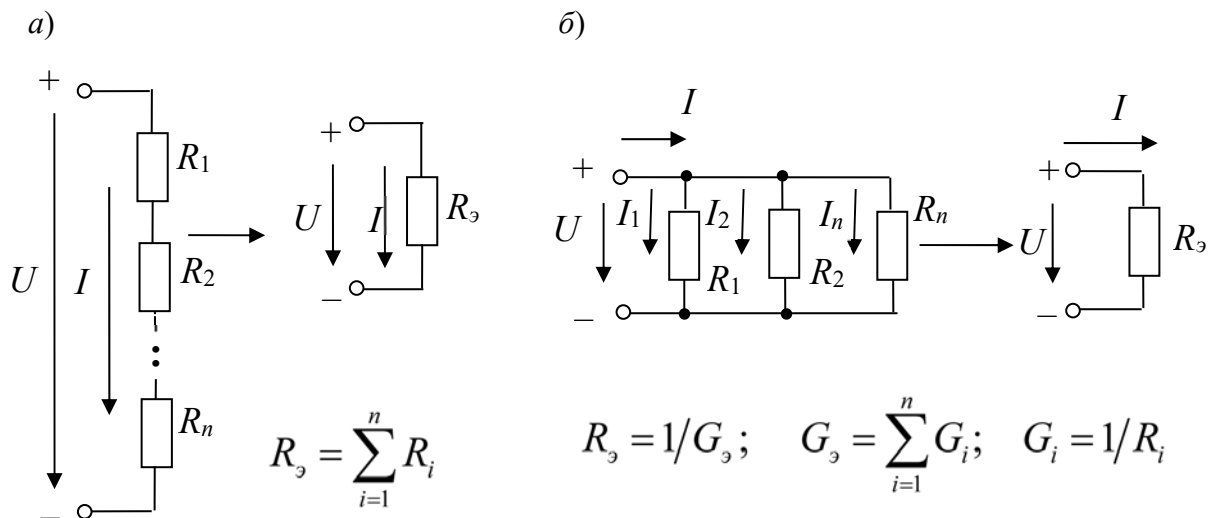 а)
+
R1
R2
Rn
U
I
–
+
U
I
Rэ
–
Rэ = ∑ i=1 n Ri
б)
I
+
U
I1
I2
In
Rn
R1
R2
–
I
+
U
Rэ
–
Rэ = 1/Gэ; Gэ = ∑ i=1 n Gi; Gi = 1/Ri